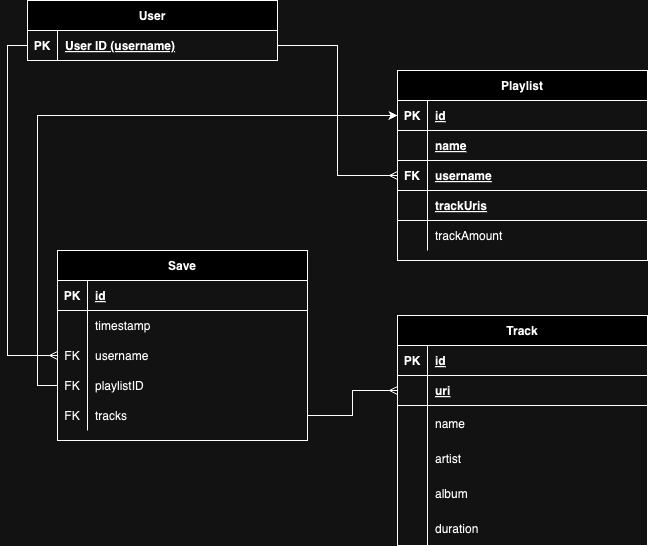 User
PK User ID (username)
Playlist
PK id
name
FK username
trackUris
trackAmount
Save
PK id
timestamp
FK username
FK playlistID
FK tracks
Track
PK id
uri
name
artist
album
duration